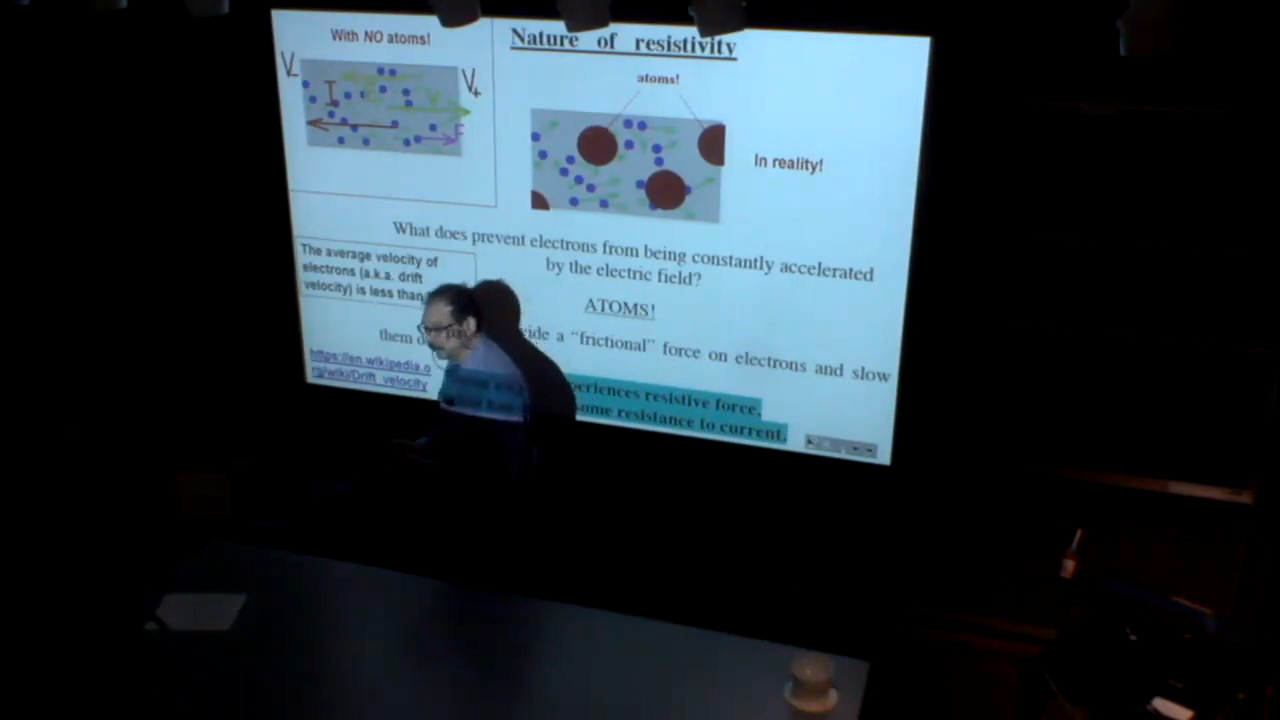 With NO atoms!
Nature of resistivity
V-
V+
I
V
F
atoms!
In reality!
What does prevent electrons from being constantly accelerated
by the electric field?
The average velocity of
electrons (a.k.a. drift
velocity) is less than
ATOMS!
them
a "frictional" force on electrons and slow
https://en.wikipedia.o
rg/wiki/Drift_velocity
resistive force,
some resistance to current.